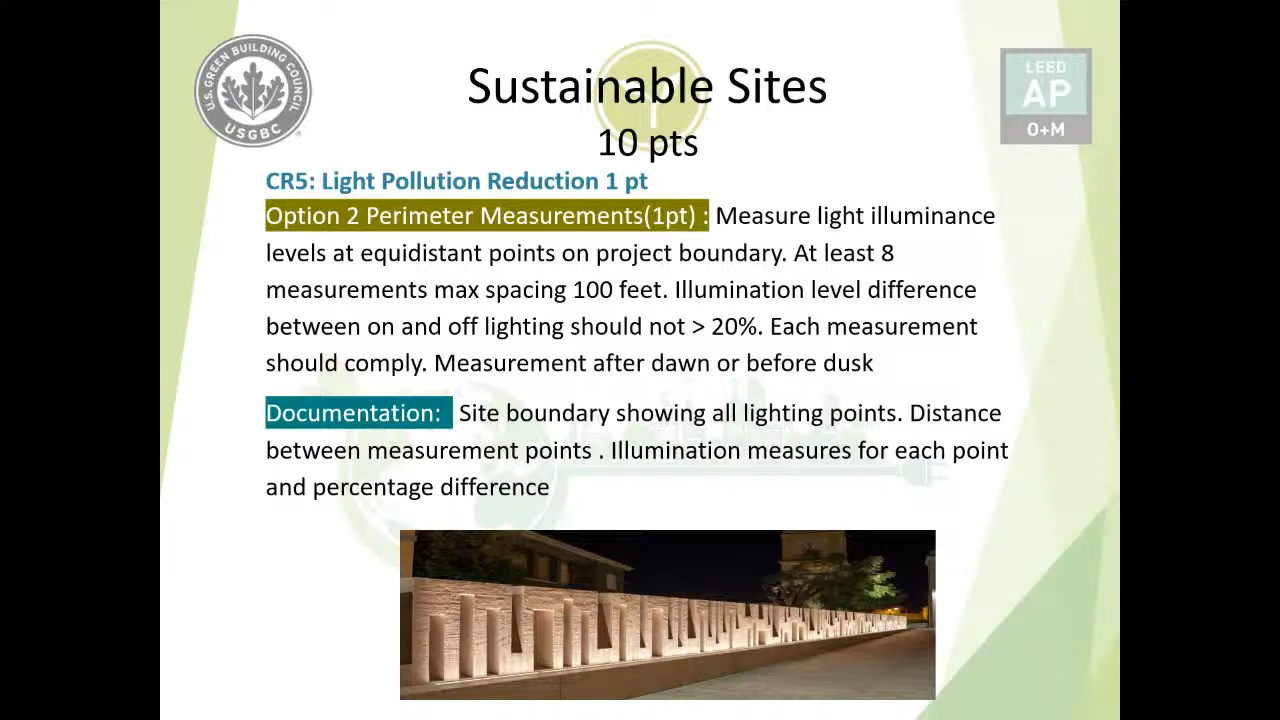 U.S. GREEN BUILDING COUNCIL
USGBC
LEED
AP
O+M
Sustainable Sites
10 pts
CR5: Light Pollution Reduction 1 pt
Option 2 Perimeter Measurements(1pt) : Measure light illuminance
levels at equidistant points on project boundary. At least 8
measurements max spacing 100 feet. Illumination level difference
between on and off lighting should not > 20%. Each measurement
should comply. Measurement after dawn or before dusk
Documentation: Site boundary showing all lighting points. Distance
between measurement points . Illumination measures for each point
and percentage difference